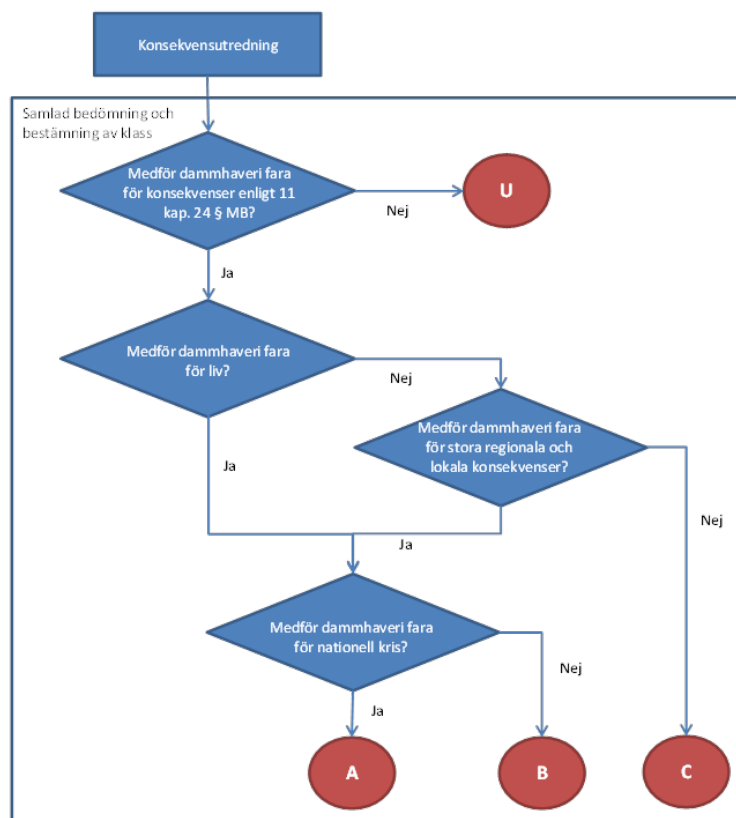 Konsekvensutredning
Samlad bedömning och
bestämning av klass
Medför dammhaveri fara
för konsekvenser enligt 11
kap. 24 § MB?
Nej
U
Ja
Medför dammhaveri fara
för liv?
Nej
Medför dammhaveri fara
för stora regionala och
lokala konsekvenser?
Ja
Nej
Ja
Medför dammhaveri fara
för nationell kris?
Nej
Ja
A
B
C